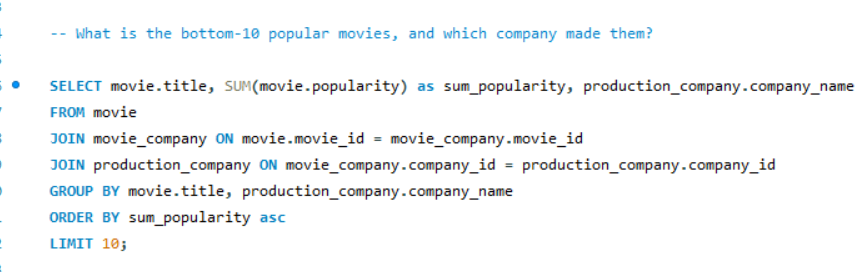 -- What is the bottom-10 popular movies, and which company made them?
SELECT movie.title, SUM(movie.popularity) as sum_popularity, production_company.company_name
FROM movie
JOIN movie_company ON movie.movie_id = movie_company.movie_id
JOIN production_company ON movie_company.company_id = production_company.company_id
GROUP BY movie.title, production_company.company_name
ORDER BY sum_popularity asc
LIMIT 10;